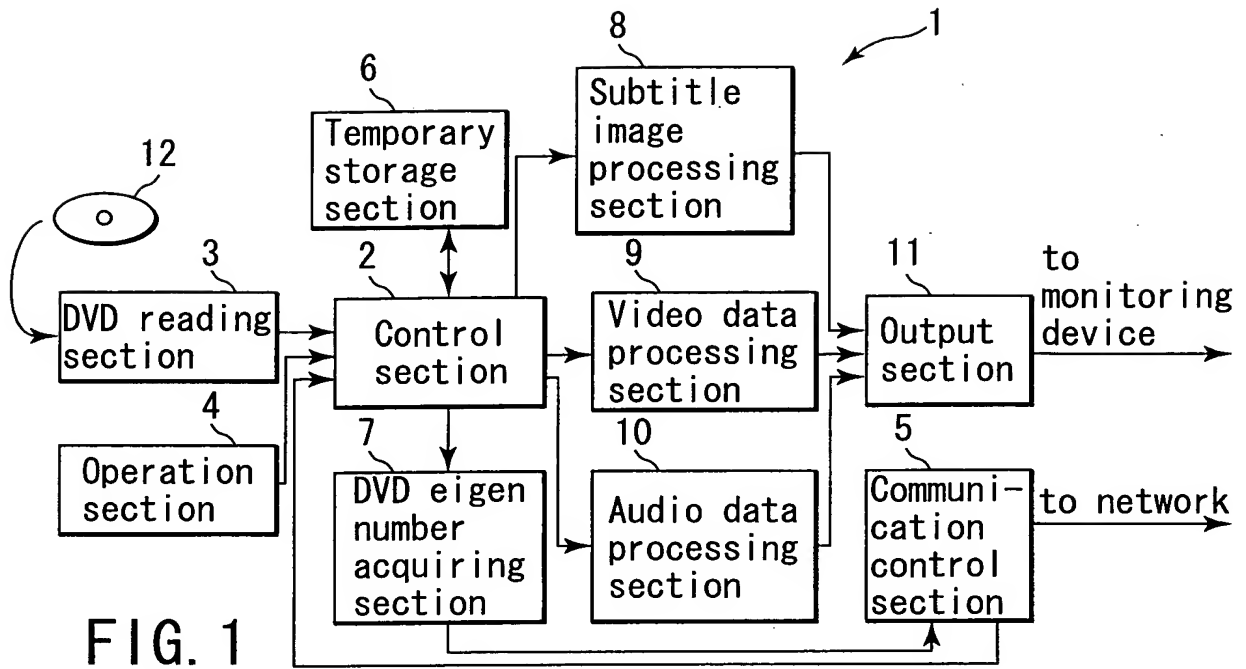 1
8
Subtitle
image
processing
section
6
Temporary
storage
section
12
3
DVD reading
section
2
Control
section
9
Video data
processing
section
11
Output
section
to
monitoring
device
4
Operation
section
7
DVD eigen
number
acquiring
section
10
Audio data
processing
section
5
Communi-
cation
control
section
to network
FIG. 1